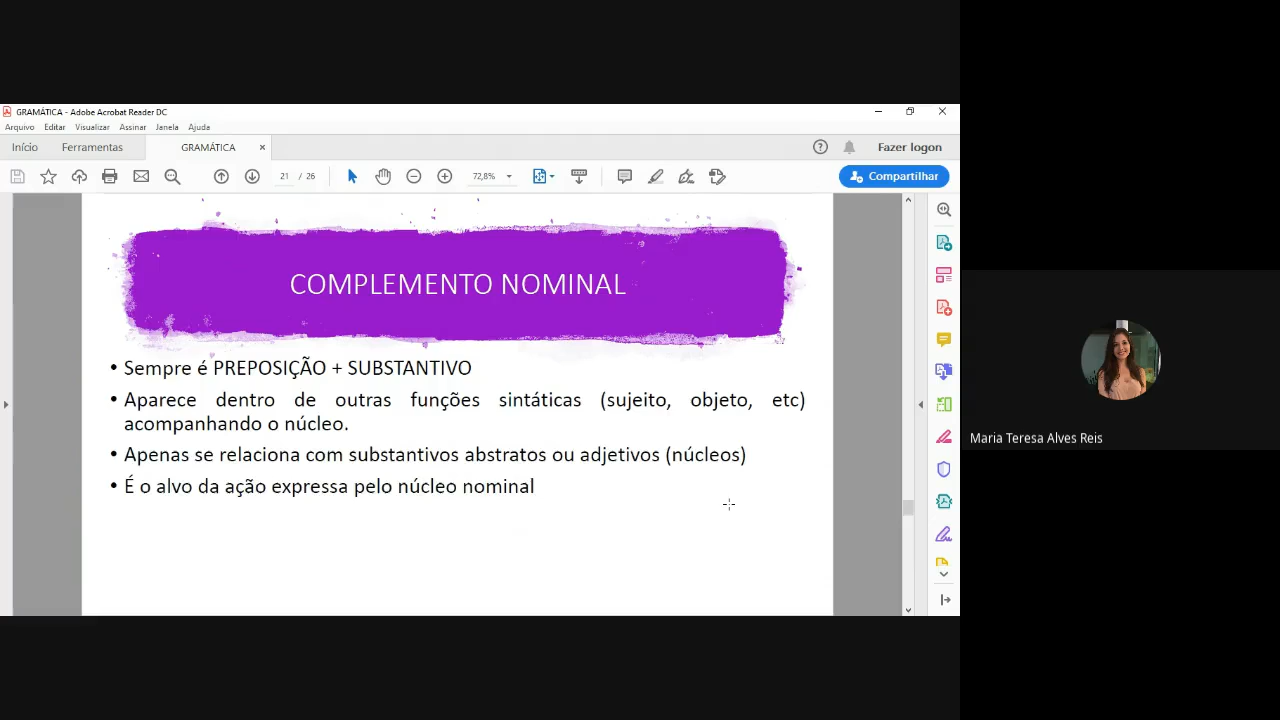 GRAMÁTICA - Adobe Acrobat Reader DC
Arquivo Editar Visualizar Assinar Janela Ajuda
Início Ferramentas GRAMÁTICA × Fazer logon
21 / 26 72,8% Compartilhar
COMPLEMENTO NOMINAL
• Sempre é PREPOSIÇÃO + SUBSTANTIVO
• Aparece dentro de outras funções sintáticas (sujeito, objeto, etc)
acompanhando o núcleo.
• Apenas se relaciona com substantivos abstratos ou adjetivos (núcleos)
• É o alvo da ação expressa pelo núcleo nominal
Maria Teresa Alves Reis